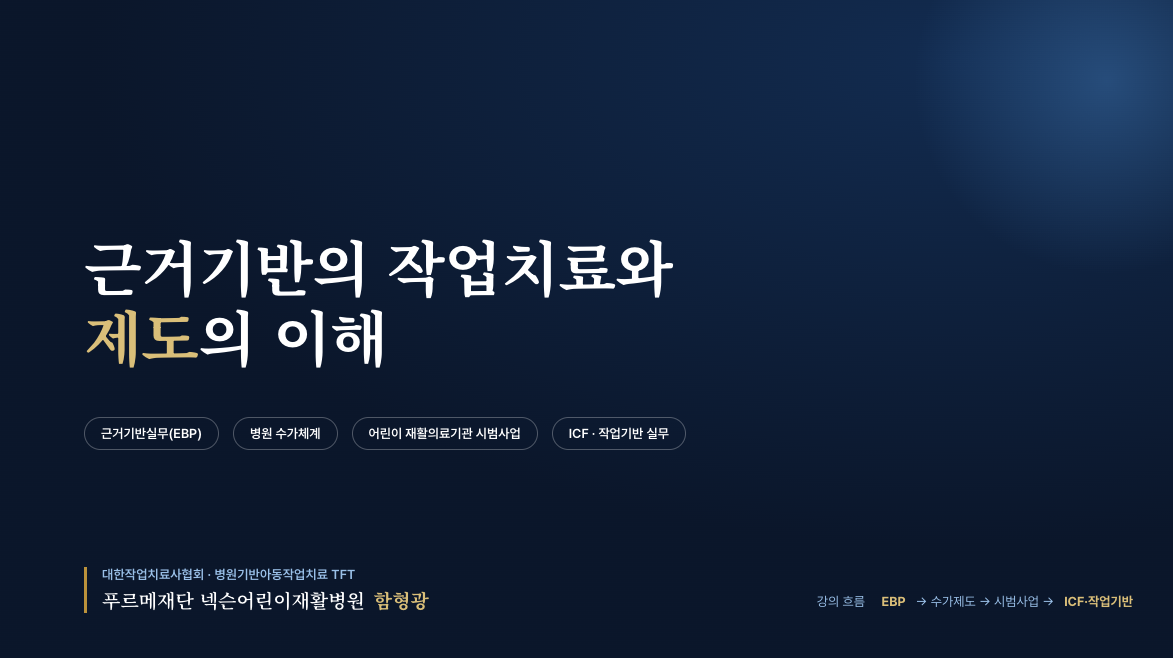 근거기반의 작업치료와
제도의 이해
근거기반실무(EBP) 병원 수가체계 어린이 재활의료기관 시범사업 ICF · 작업기반 실무
대한작업치료사협회 · 병원기반아동작업치료 TFT
푸르메재단 넥슨어린이재활병원 함형광
강의 흐름 EBP → 수가제도 → 시범사업 → ICF·작업기반